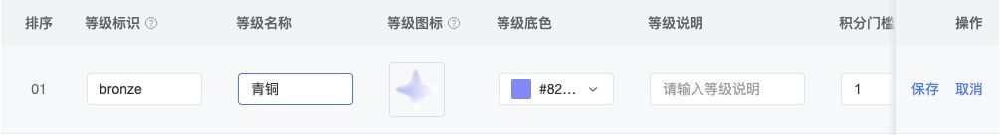 排序 等级标识 等级名称 等级图标 等级底色 等级说明 积分门槛 操作
01 bronze 青铜 #82... 请输入等级说明 1 保存 取消